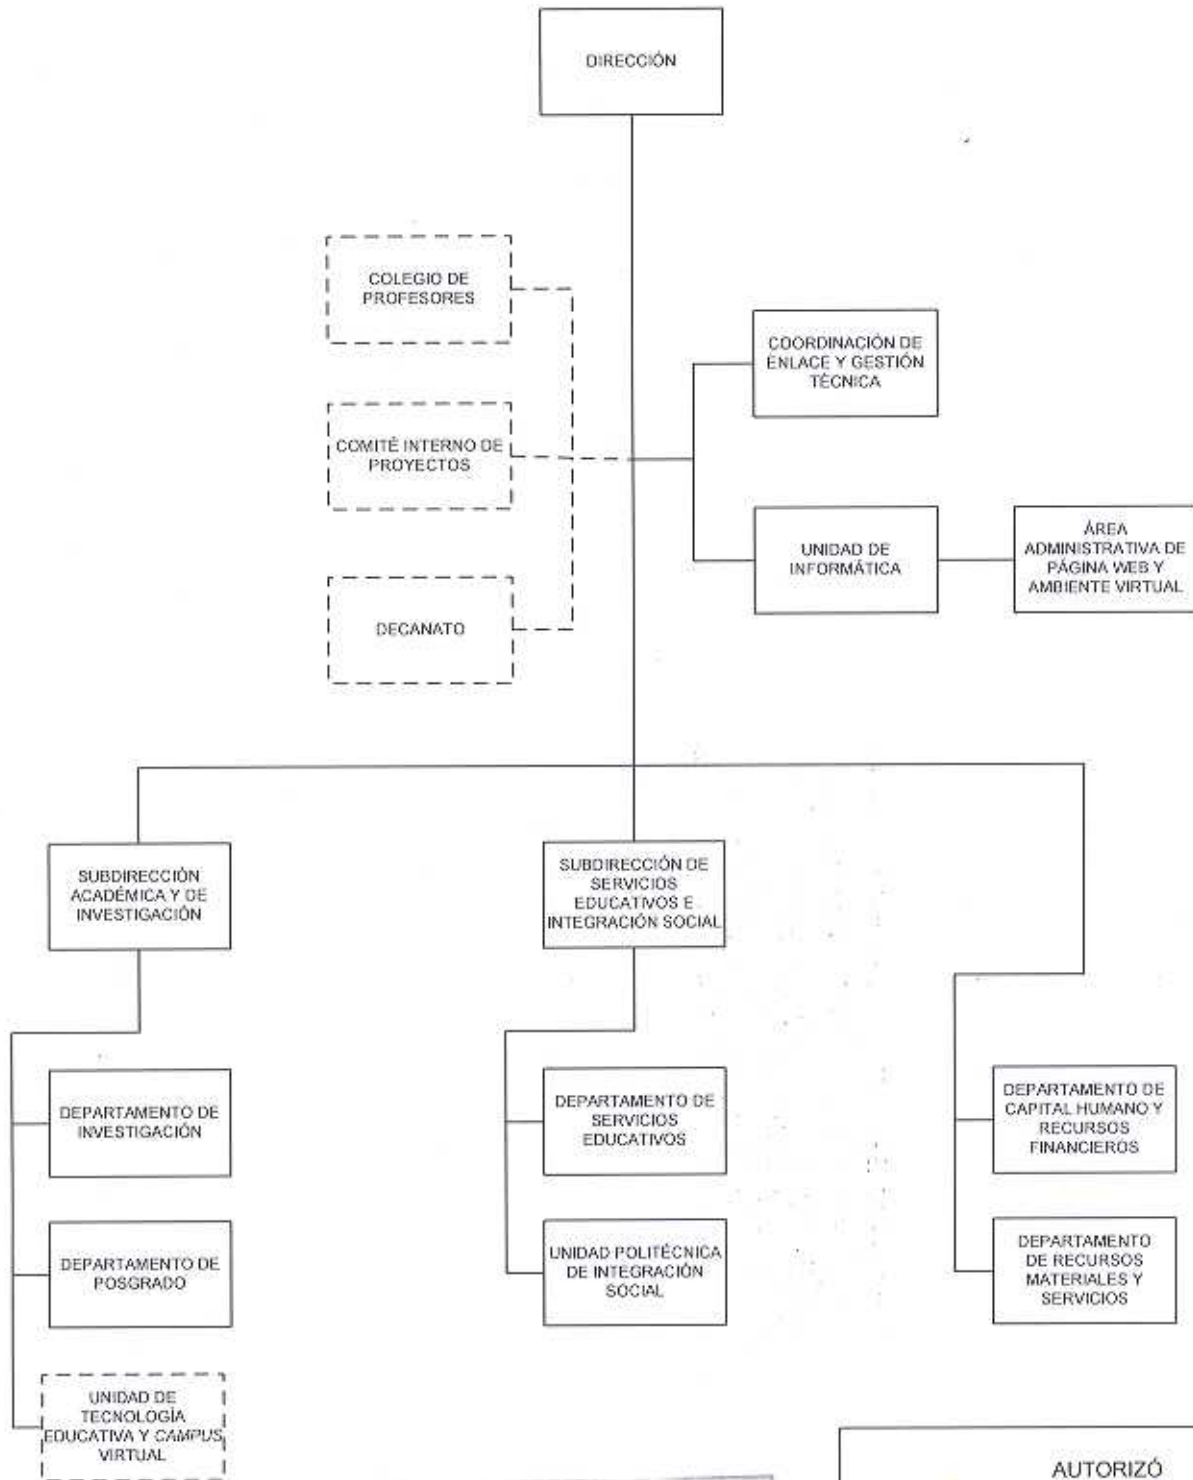 DIRECCIÓN
COLEGIO DE
PROFESORES
COORDINACIÓN DE
ENLACE Y GESTIÓN
TÉCNICA
COMITÉ INTERNO DE
PROYECTOS
UNIDAD DE
INFORMÁTICA
ÁREA
ADMINISTRATIVA DE
PÁGINA WEB Y
AMBIENTE VIRTUAL
DECANATO
SUBDIRECCIÓN
ACADÉMICA Y DE
INVESTIGACIÓN
SUBDIRECCIÓN DE
SERVICIOS
EDUCATIVOS E
INTEGRACIÓN SOCIAL
DEPARTAMENTO DE
INVESTIGACIÓN
DEPARTAMENTO DE
SERVICIOS
EDUCATIVOS
DEPARTAMENTO DE
CAPITAL HUMANO Y
RECURSOS
FINANCIEROS
DEPARTAMENTO DE
POSGRADO
UNIDAD POLITÉCNICA
DE INTEGRACIÓN
SOCIAL
DEPARTAMENTO
DE RECURSOS
MATERIALES Y
SERVICIOS
UNIDAD DE
TECNOLOGÍA
EDUCATIVA Y CAMPUS
VIRTUAL
AUTORIZÓ